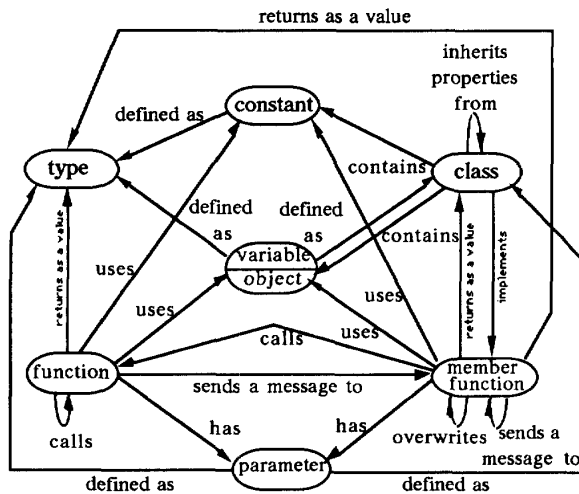 returns as a value
inherits
properties
from
constant
defined as
type
contains
class
defined
as
defined
as
contains
variable
object
returns as a value
uses
uses
uses
uses
returns as a value
implements
calls
function
member
function
sends a message to
calls
has
has
overwrites
sends a
message to
parameter
defined as
defined as